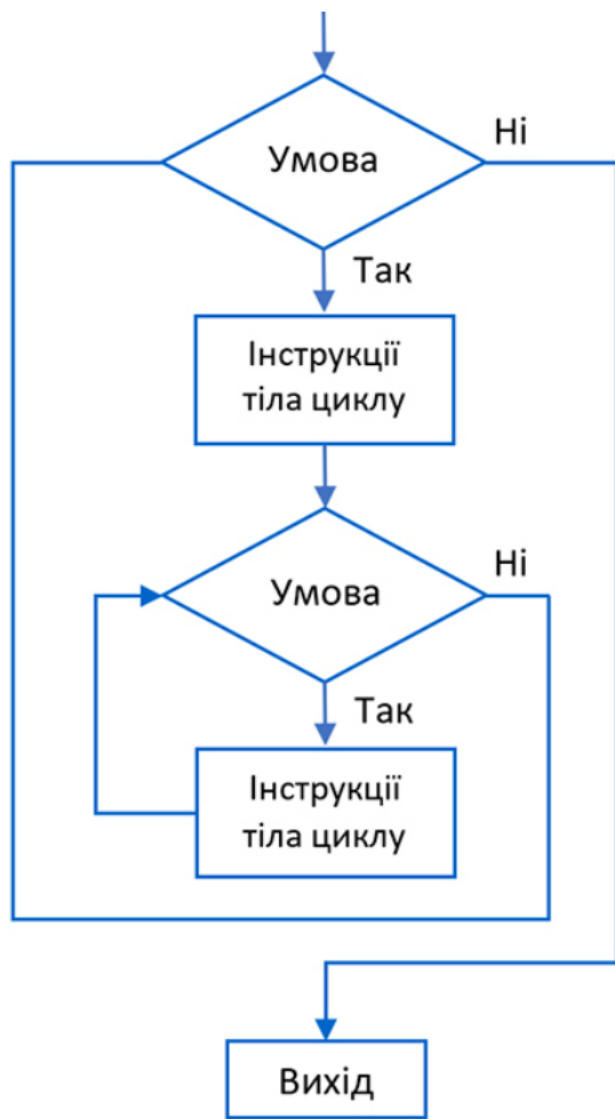 Умова
Ні
Так
Інструкції
тіла циклу
Умова
Ні
Так
Інструкції
тіла циклу
Вихід